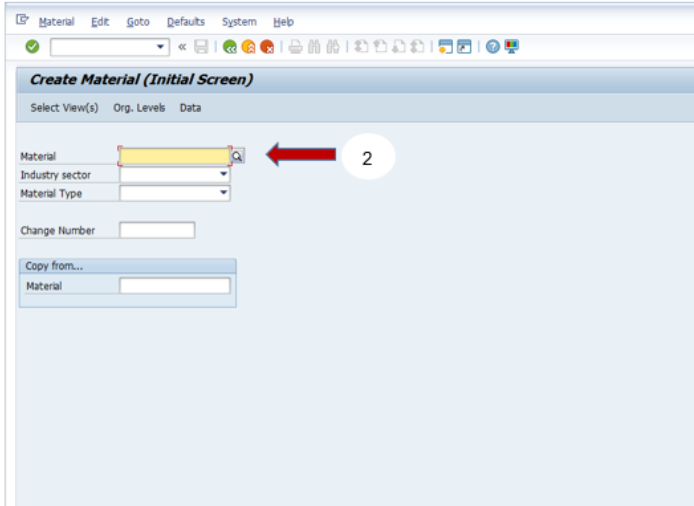 Material Edit Goto Defaults System Help
Create Material (Initial Screen)
Select View(s) Org. Levels Data
Material
2
Industry sector
Material Type
Change Number
Copy from...
Material